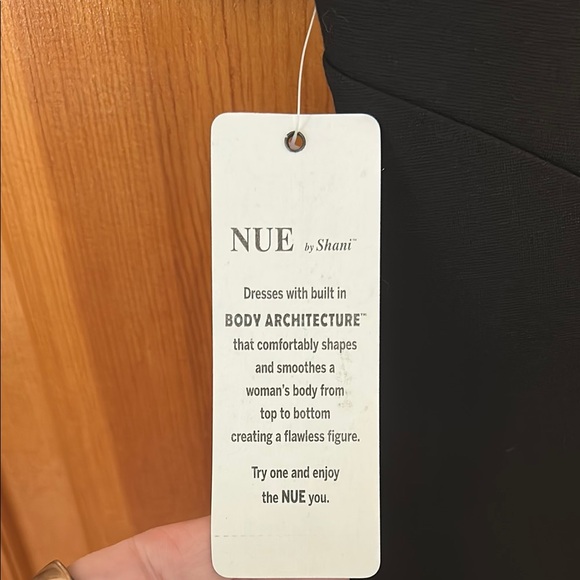 NUE by Shani™
Dresses with built in
BODY ARCHITECTURE™
that comfortably shapes
and smoothes a
woman's body from
top to bottom
creating a flawless figure.
Try one and enjoy
the NUE you.